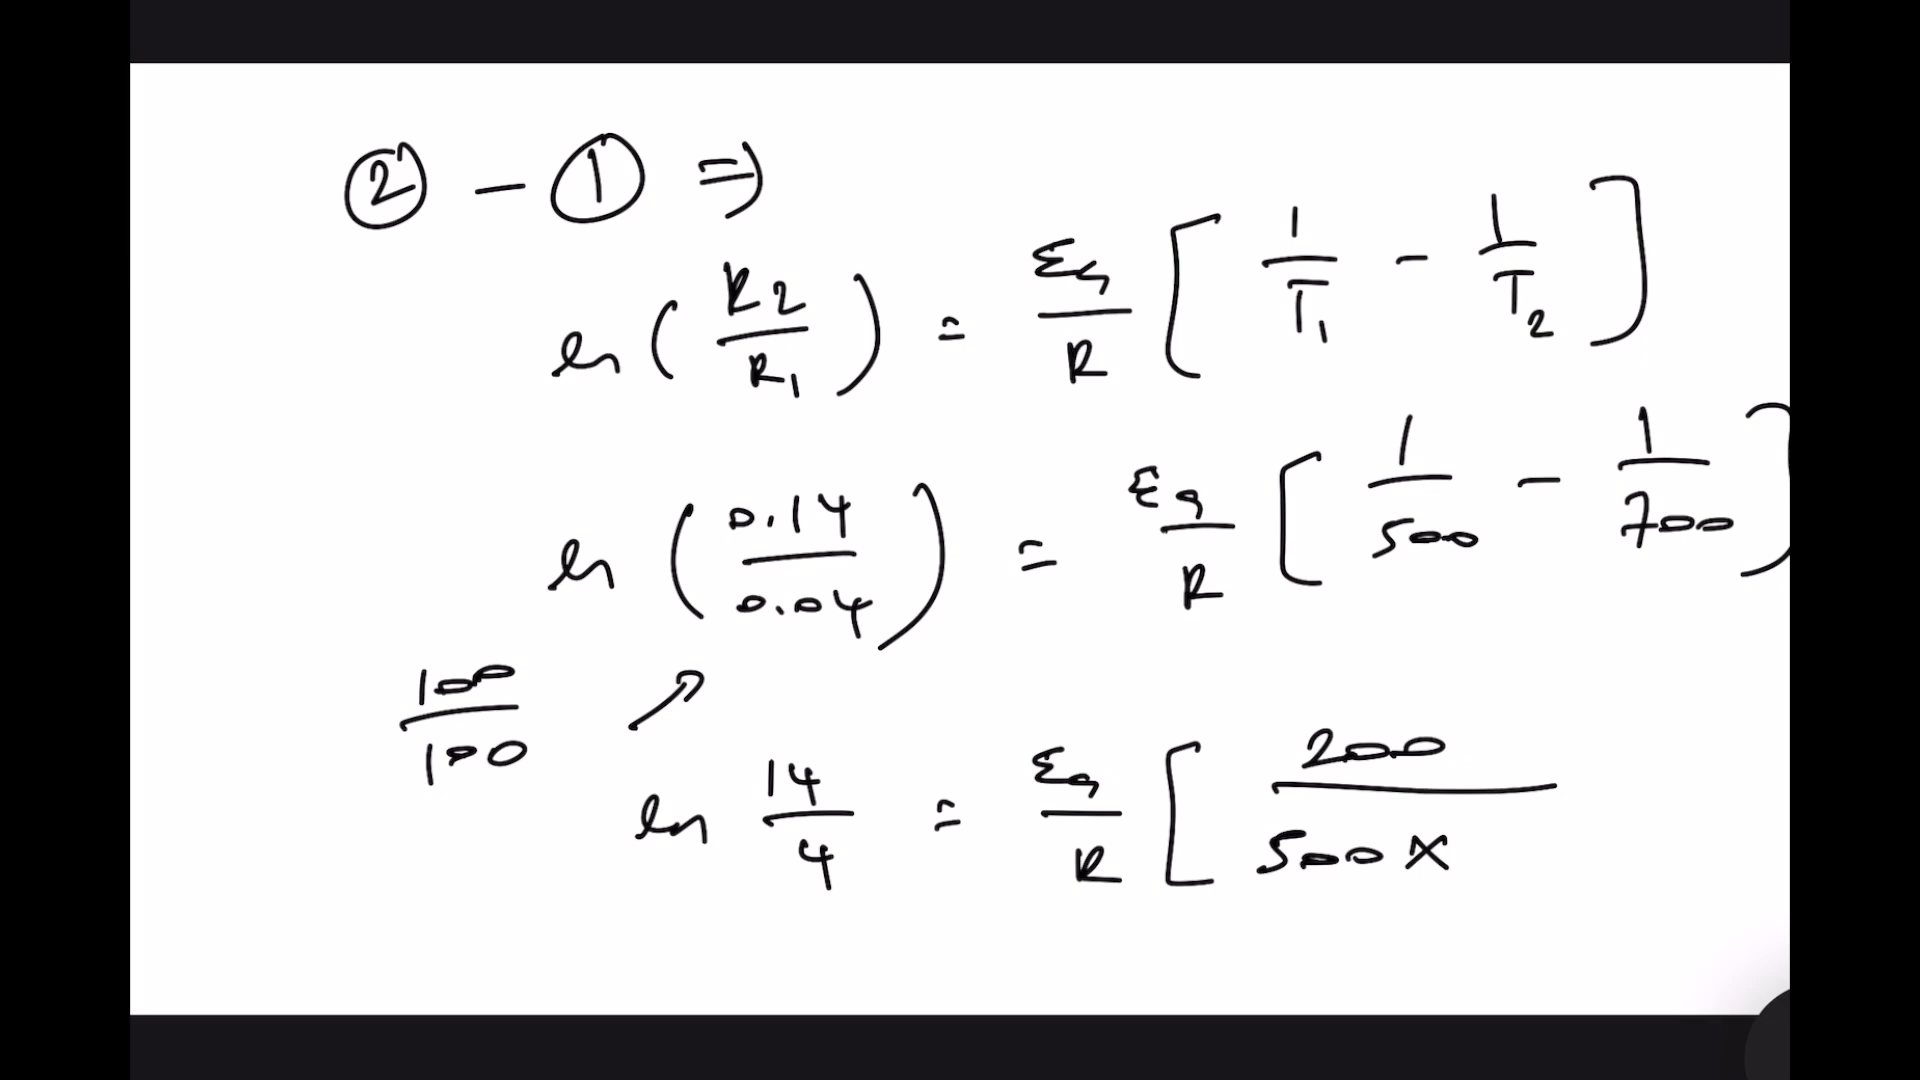 ② - ① ⇒
ln ( K2 / K1 ) = Ea / R [ 1 / T1 - 1 / T2 ]
ln ( 0.14 / 0.04 ) = Ea / R [ 1 / 500 - 1 / 700 ]
100 / 100 ↗
ln 14 / 4 = Ea / R [ 200 / 500 ×